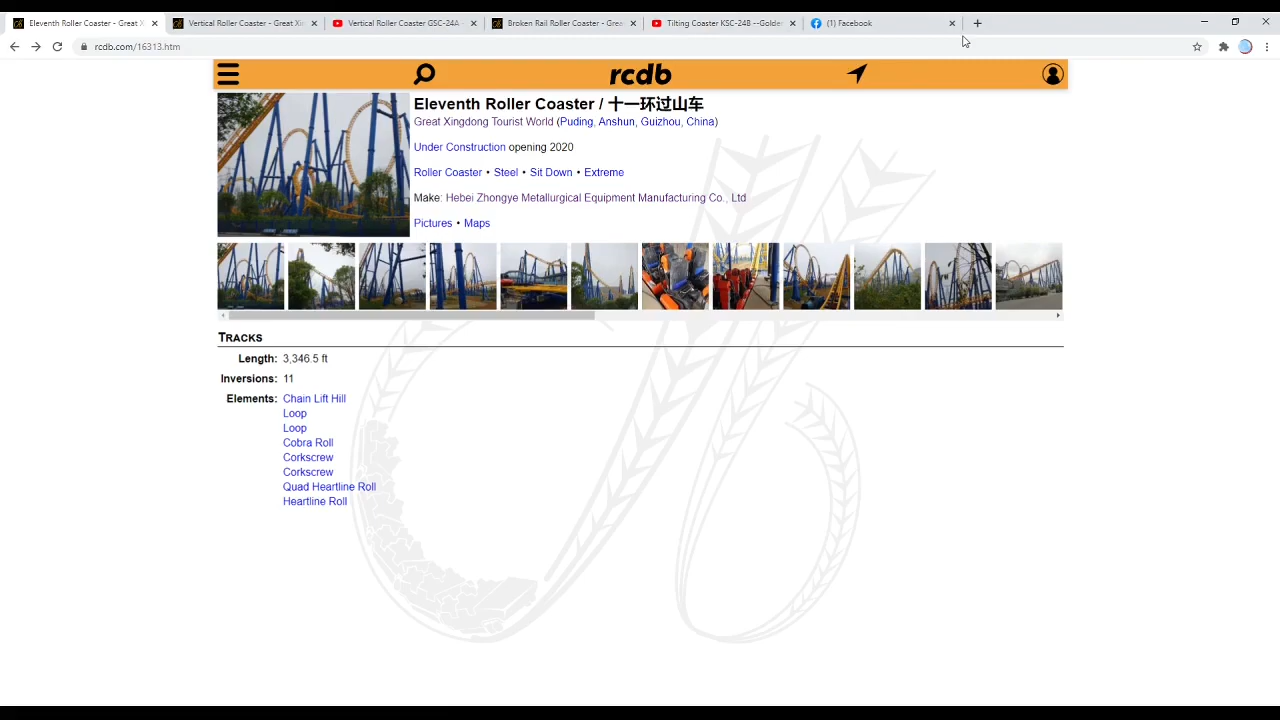 Eleventh Roller Coaster - Great X
Vertical Roller Coaster - Great Xin
Vertical Roller Coaster GSC-24A -
Broken Rail Roller Coaster - Grea
Tilting Coaster KSC-24B --Golde
(1) Facebook
rcdb.com/16313.htm
rcdb
Eleventh Roller Coaster / 十一环过山车
Great Xingdong Tourist World (Puding, Anshun, Guizhou, China)
Under Construction opening 2020
Roller Coaster • Steel • Sit Down • Extreme
Make: Hebei Zhongye Metallurgical Equipment Manufacturing Co., Ltd
Pictures • Maps
TRACKS
Length: 3,346.5 ft
Inversions: 11
Elements: Chain Lift Hill
Loop
Loop
Cobra Roll
Corkscrew
Corkscrew
Quad Heartline Roll
Heartline Roll